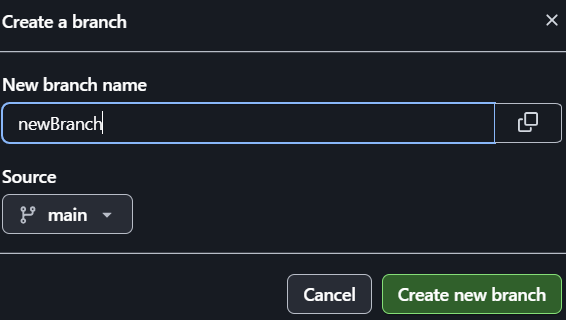 Create a branch
New branch name
newBranch
Source
main
Cancel
Create new branch